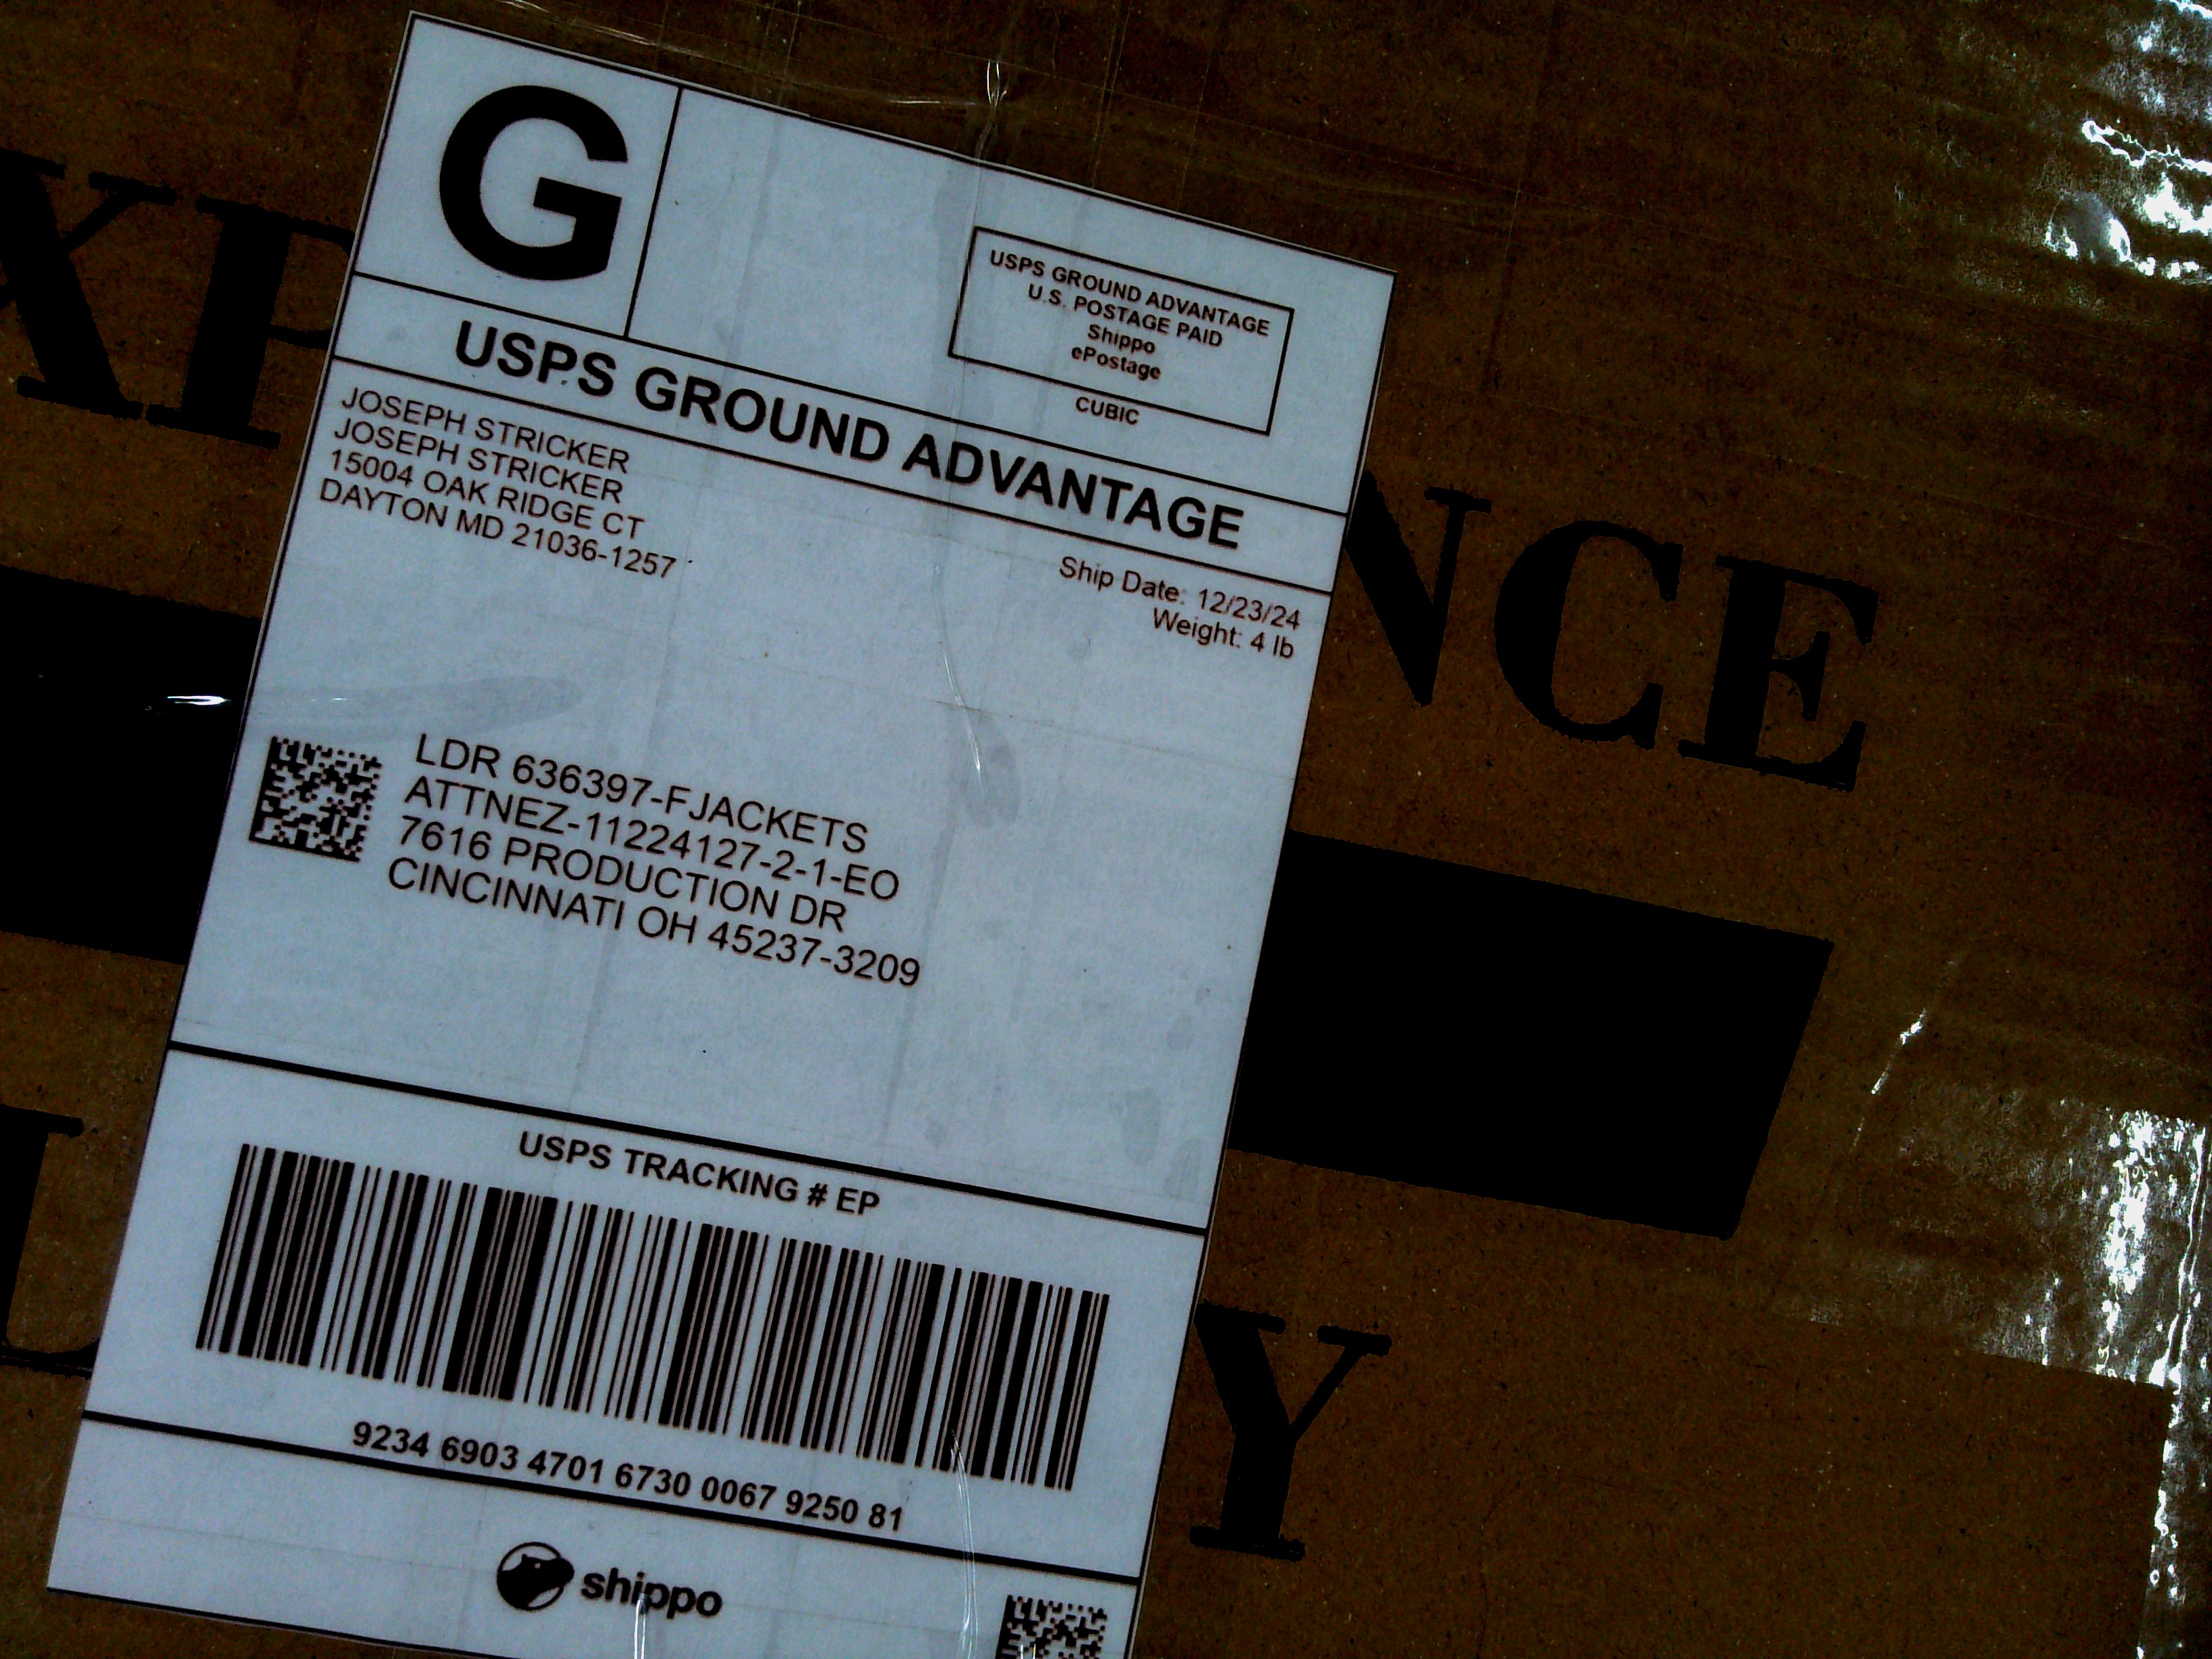 G
USPS GROUND ADVANTAGE
U.S. POSTAGE PAID
Shippo
ePostage
CUBIC
USPS GROUND ADVANTAGE
JOSEPH STRICKER
JOSEPH STRICKER
15004 OAK RIDGE CT
DAYTON MD 21036-1257
Ship Date: 12/23/24
Weight: 4 lb
LDR 636397-FJACKETS
ATTNEZ-11224127-2-1-EO
7616 PRODUCTION DR
CINCINNATI OH 45237-3209
USPS TRACKING # EP
9234 6903 4701 6730 0067 9250 81
shippo
XP
NCE
L
Y